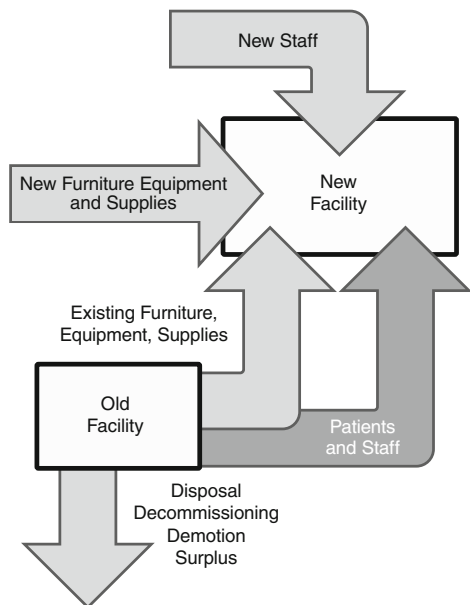 New Staff
New Furniture Equipment
and Supplies
New
Facility
Existing Furniture,
Equipment, Supplies
Old
Facility
Patients
and Staff
Disposal
Decommissioning
Demotion
Surplus